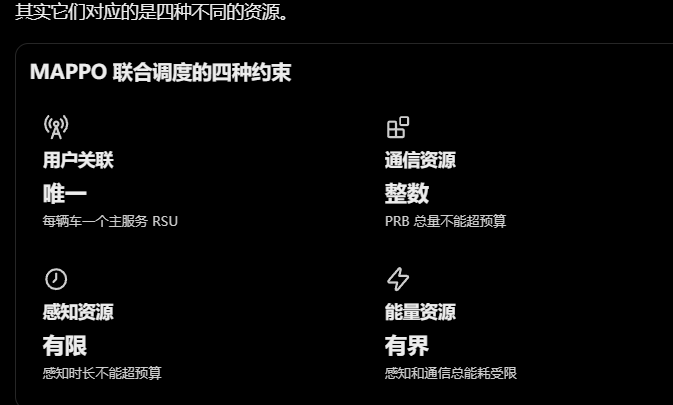 其实它们对应的是四种不同的资源。
MAPPO 联合调度的四种约束
用户关联
唯一
每辆车一个主服务 RSU
通信资源
整数
PRB 总量不能超预算
感知资源
有限
感知时长不能超预算
能量资源
有界
感知和通信总能耗受限